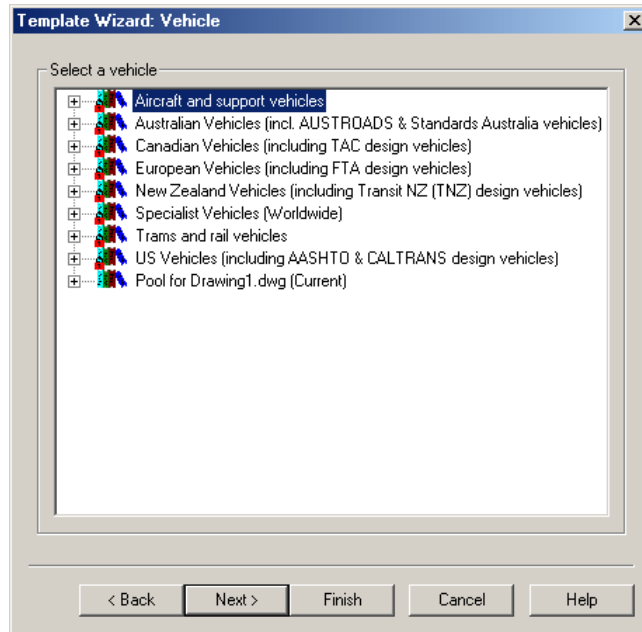 Template Wizard: Vehicle
Select a vehicle
Aircraft and support vehicles
Australian Vehicles (incl. AUSTROADS & Standards Australia vehicles)
Canadian Vehicles (including TAC design vehicles)
European Vehicles (including FTA design vehicles)
New Zealand Vehicles (including Transit NZ (TNZ) design vehicles)
Specialist Vehicles (Worldwide)
Trams and rail vehicles
US Vehicles (including AASHTO & CALTRANS design vehicles)
Pool for Drawing1.dwg (Current)
< Back Next > Finish Cancel Help